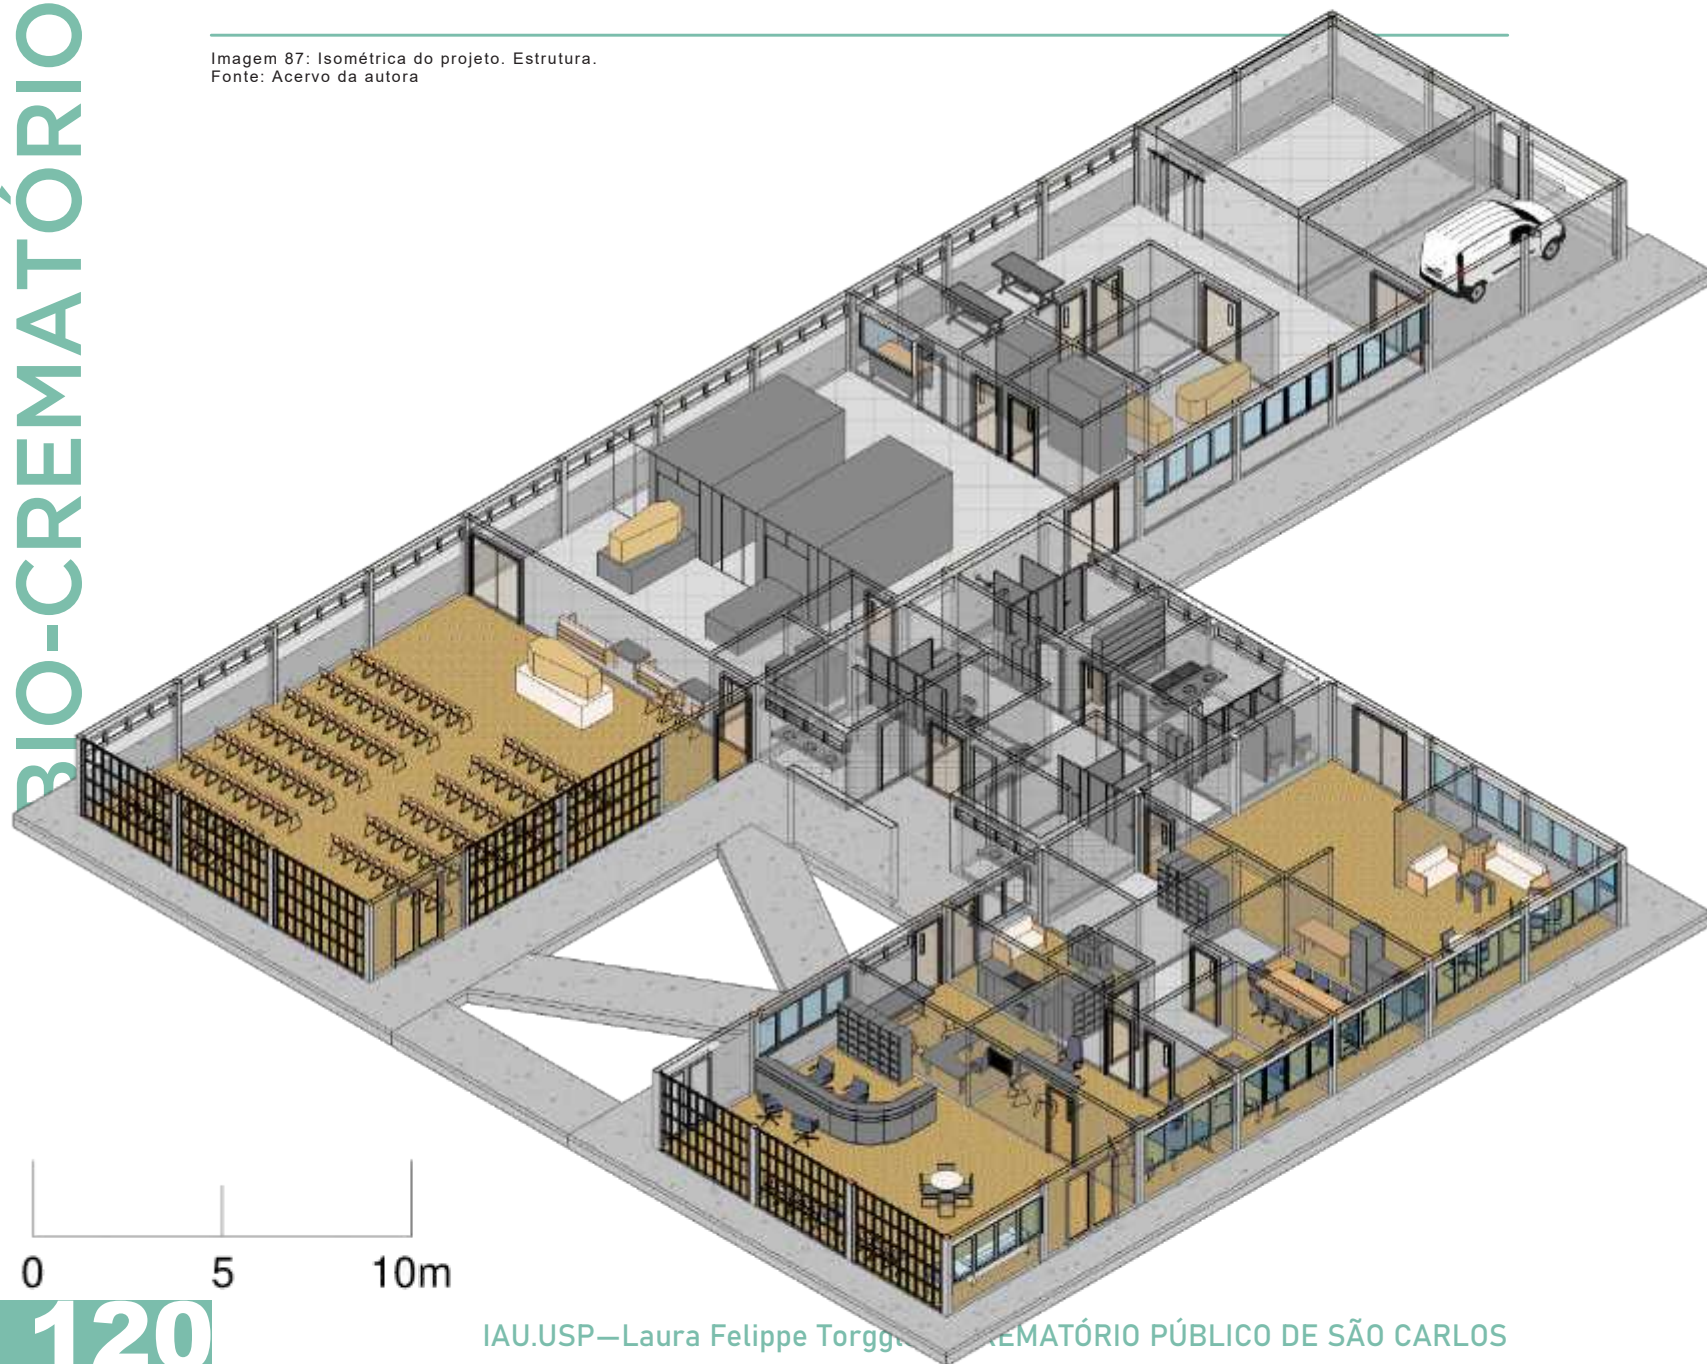 BIO-CREMATÓRIO
Imagem 87: Isométrica do projeto. Estrutura.
Fonte: Acervo da autora
0 5 10m
120
IAU.USP—Laura Felippe PÚBLICO DE SÃO CARLOS